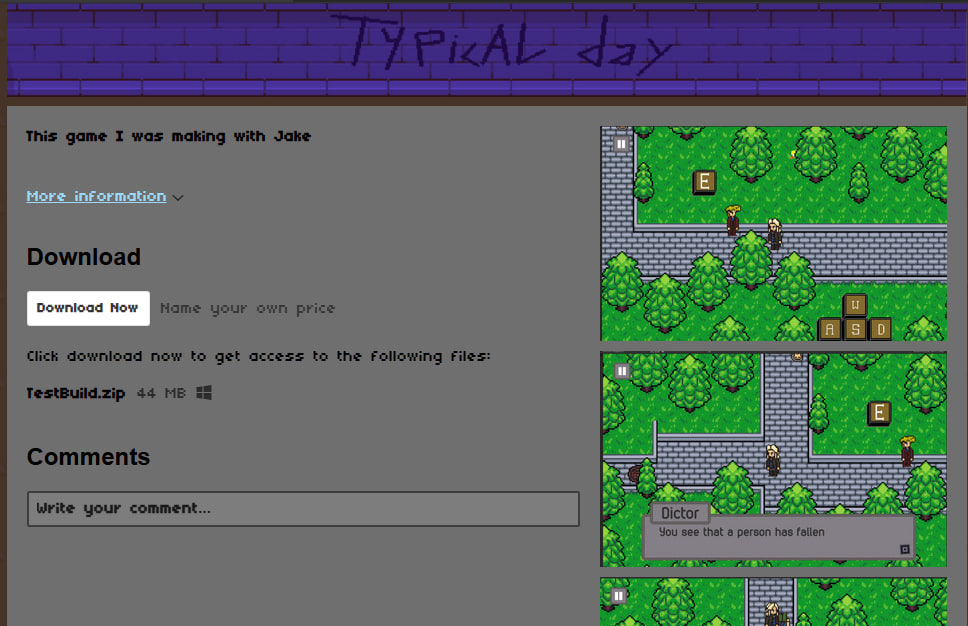 TYPicAL day
This game I was making with Jake
More information
Download
Download Now Name your own price
Click download now to get access to the following files:
TestBuild.zip 44 MB
Comments
Write your comment...
E
W
A S D
E
Dictor
You see that a person has fallen